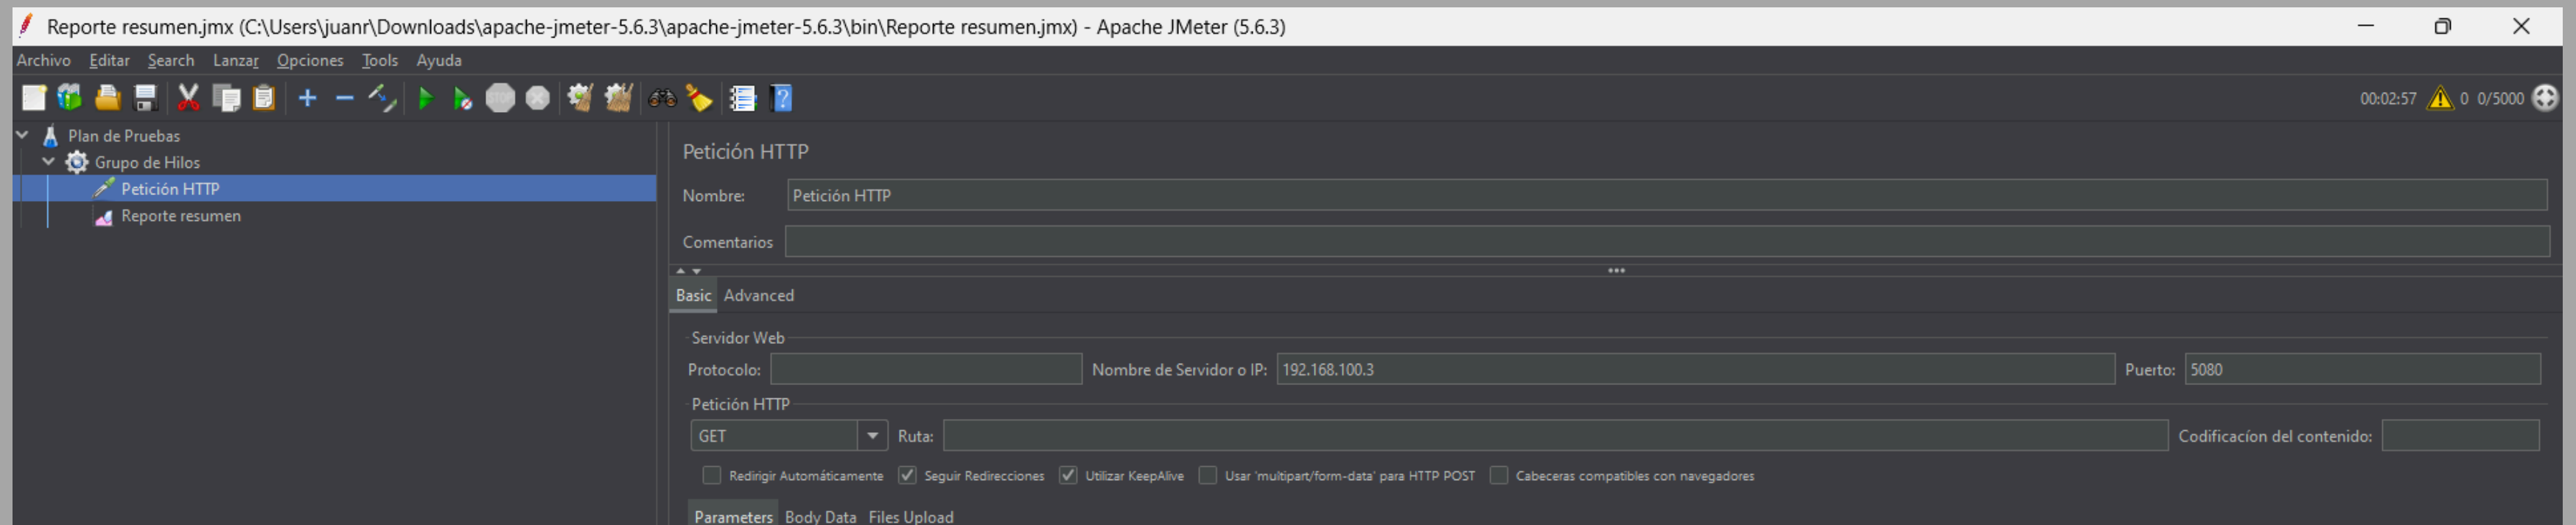 Reporte resumen.jmx (C:\Users\juanr\Downloads\apache-jmeter-5.6.3\apache-jmeter-5.6.3\bin\Reporte resumen.jmx) - Apache JMeter (5.6.3)
Archivo Editar Search Lanzar Opciones Tools Ayuda
STOP 00:02:57 0 0/5000
Plan de Pruebas
Grupo de Hilos
Petición HTTP
Reporte resumen
Petición HTTP
Nombre: Petición HTTP
Comentarios
Basic Advanced
Servidor Web
Protocolo: Nombre de Servidor o IP: 192.168.100.3 Puerto: 5080
Petición HTTP
GET Ruta: Codificacíon del contenido:
Redirigir Automáticamente Seguir Redirecciones Utilizar KeepAlive Usar 'multipart/form-data' para HTTP POST Cabeceras compatibles con navegadores
Parameters Body Data Files Upload